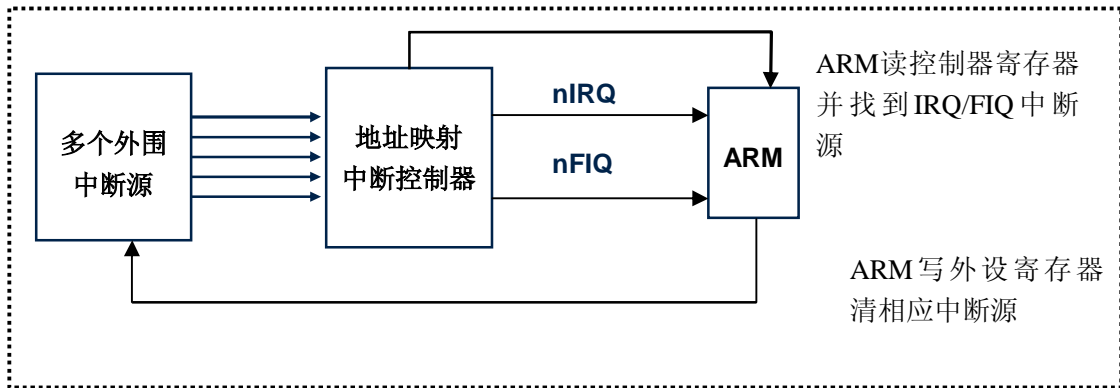 多个外围
中断源
地址映射
中断控制器
nIRQ
nFIQ
ARM
ARM读控制器寄存器
并找到IRQ/FIQ中断
源
ARM写外设寄存器
清相应中断源